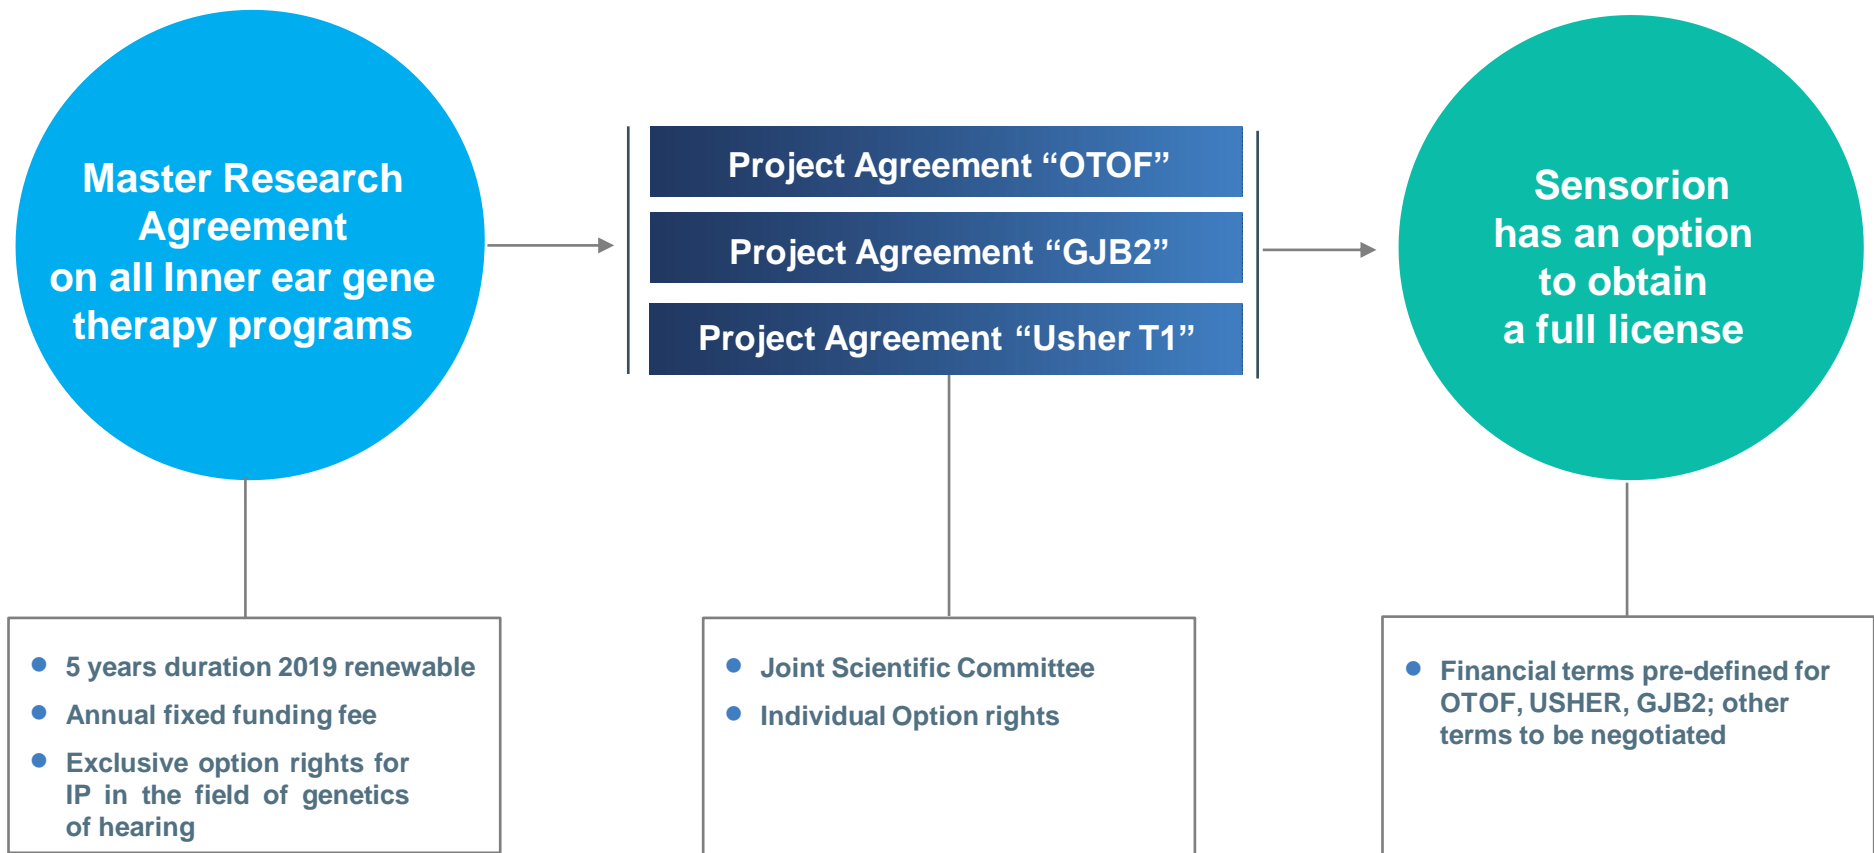 Master Research
Agreement
on all Inner ear gene
therapy programs
Project Agreement “OTOF”
Project Agreement “GJB2”
Project Agreement “Usher T1”
Sensorion
has an option
to obtain
a full license
5 years duration 2019 renewable
Annual fixed funding fee
Exclusive option rights for
IP in the field of genetics
of hearing
Joint Scientific Committee
Individual Option rights
Financial terms pre-defined for
OTOF, USHER, GJB2; other
terms to be negotiated